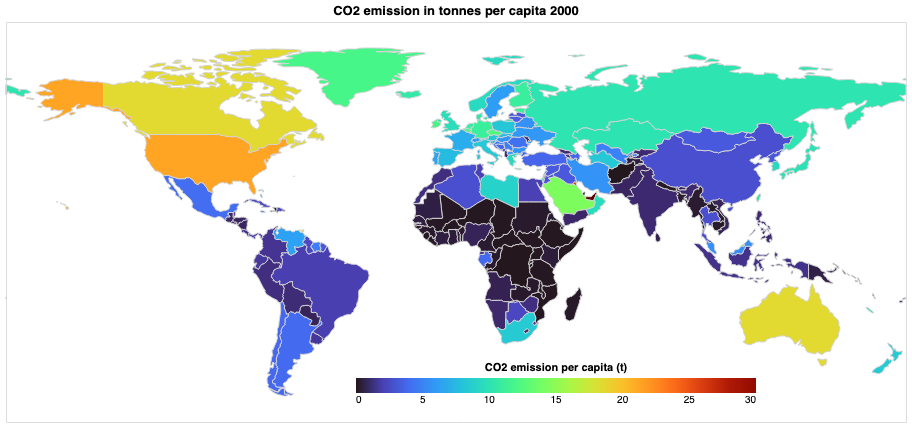 CO2 emission in tonnes per capita 2000
CO2 emission per capita (t)
0 5 10 15 20 25 30